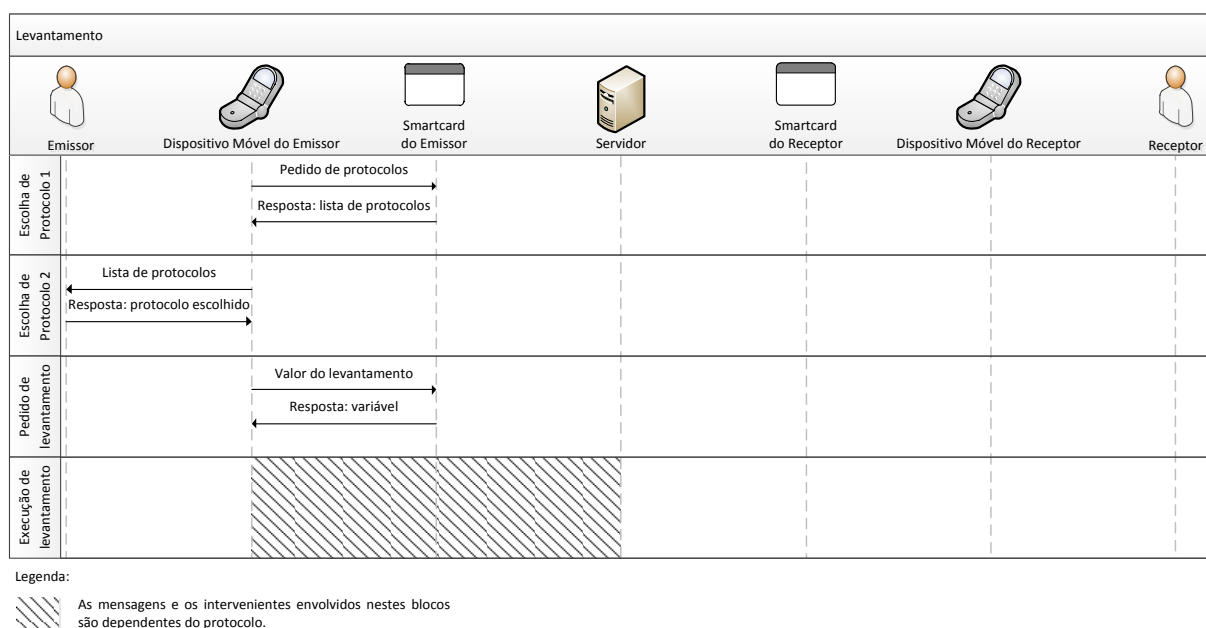 Levantamento
Emissor
Dispositivo Móvel do Emissor
Smartcard
do Emissor
Servidor
Smartcard
do Receptor
Dispositivo Móvel do Receptor
Receptor
Escolha de
Protocolo 1
Pedido de protocolos
Resposta: lista de protocolos
Escolha de
Protocolo 2
Lista de protocolos
Resposta: protocolo escolhido
Pedido de
levantamento
Valor do levantamento
Resposta: variável
Execução de
levantamento
Legenda:
As mensagens e os intervenientes envolvidos nestes blocos
são dependentes do protocolo.